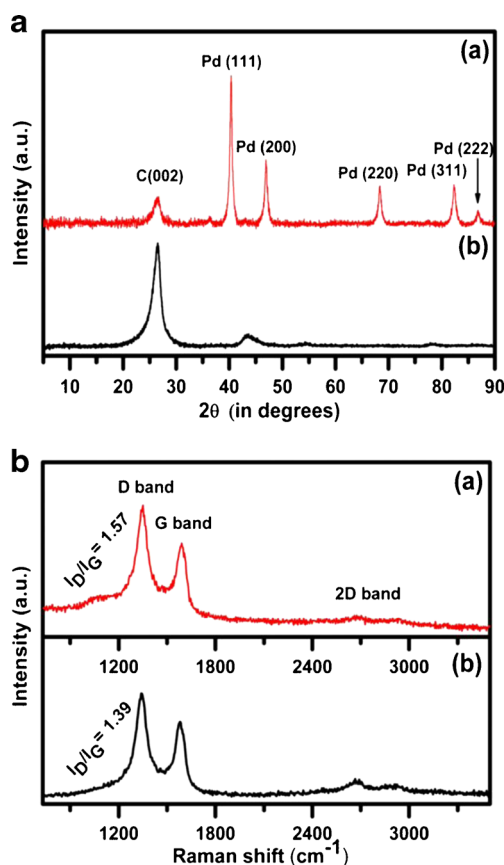 a
(a)
Pd (111)
Pd (200)
Pd (222)
C(002)
Pd (220)
Pd (311)
(b)
Intensity (a.u.)
10 20 30 40 50 60 70 80 90
2θ (in degrees)
b
(a)
D band
G band
I_D/I_G = 1.57
2D band
1200 1800 2400 3000
(b)
I_D/I_G = 1.39
Intensity (a.u.)
1200 1800 2400 3000
Raman shift (cm⁻¹)